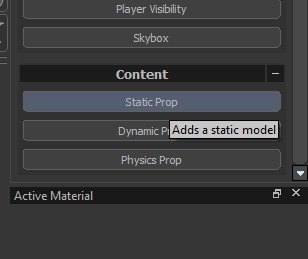 Player Visibility
Skybox
Content
Static Prop
Dynamic P
Adds a static model
Physics Prop
Active Material